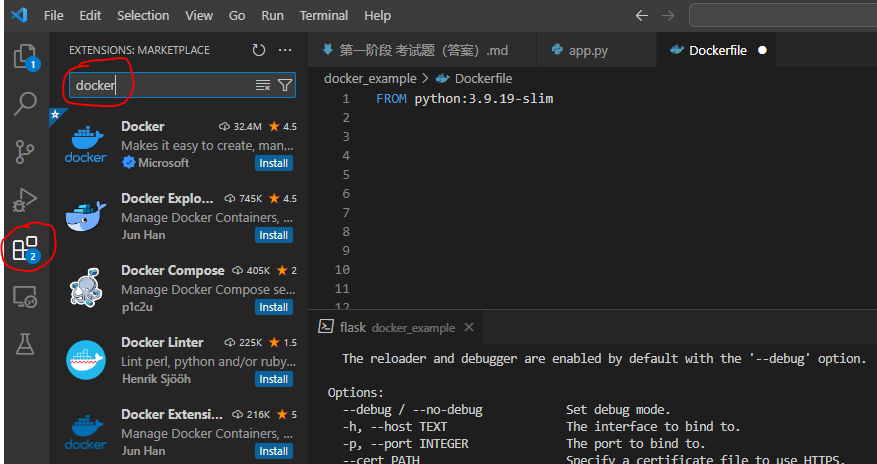 File Edit Selection View Go Run Terminal Help
EXTENSIONS: MARKETPLACE
docker
1
2
Docker 32.4M 4.5
Makes it easy to create, man...
Microsoft Install
docker
Docker Explo... 745K 4.5
Manage Docker Containers, ...
Jun Han Install
Docker Compose 405K 2
Manage Docker Compose se...
p1c2u Install
Docker Linter 225K 1.5
Lint perl, python and/or ruby...
Henrik Sjööh Install
Docker Extensi... 216K 5
Manage Docker Containers, ...
Jun Han Install
docker
第一阶段 考试题（答案）.md app.py Dockerfile
docker_example > Dockerfile
1 FROM python:3.9.19-slim
2
3
4
5
6
7
8
9
10
11
12
flask docker_example
The reloader and debugger are enabled by default with the '--debug' option.
Options:
--debug / --no-debug Set debug mode.
-h, --host TEXT The interface to bind to.
-p, --port INTEGER The port to bind to.
--cert PATH Specify a certificate file to use HTTPS.